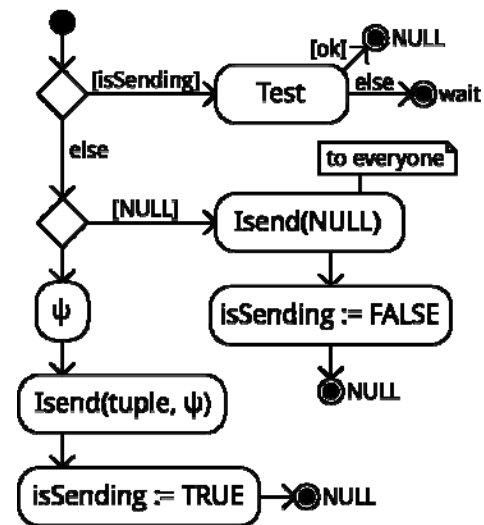 [ok]
NULL
[isSending]
Test
else
wait
else
to everyone
[NULL]
Isend(NULL)
ψ
isSending := FALSE
NULL
Isend(tuple, ψ)
isSending := TRUE
NULL